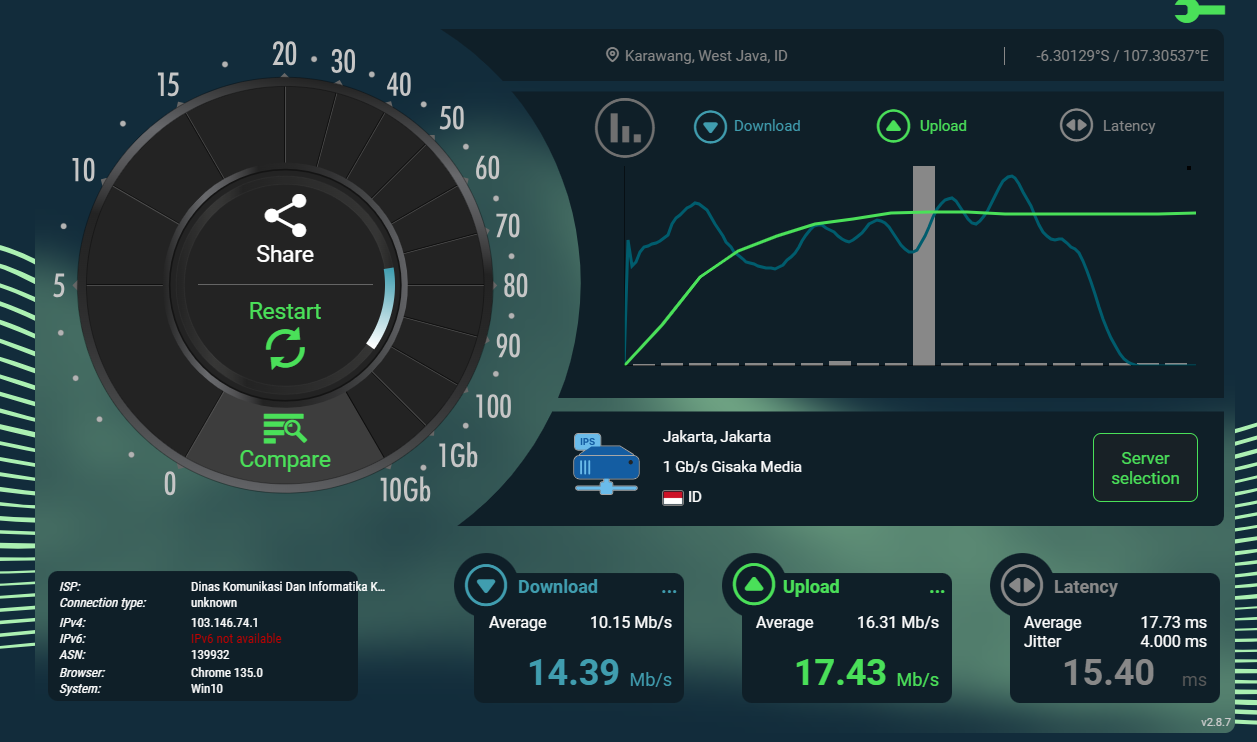 Karawang, West Java, ID
-6.30129°S / 107.30537°E
0
5
10
15
20
30
40
50
60
70
80
90
100
1Gb
10Gb
Share
Restart
Compare
Download
Upload
Latency
IPS
Jakarta, Jakarta
1 Gb/s Gisaka Media
ID
Server
selection
ISP: Dinas Komunikasi Dan Informatika K...
Connection type: unknown
IPv4: 103.146.74.1
IPv6: IPv6 not available
ASN: 139932
Browser: Chrome 135.0
System: Win10
Download ...
Average 10.15 Mb/s
14.39 Mb/s
Upload ...
Average 16.31 Mb/s
17.43 Mb/s
Latency
Average 17.73 ms
Jitter 4.000 ms
15.40 ms
v2.8.7